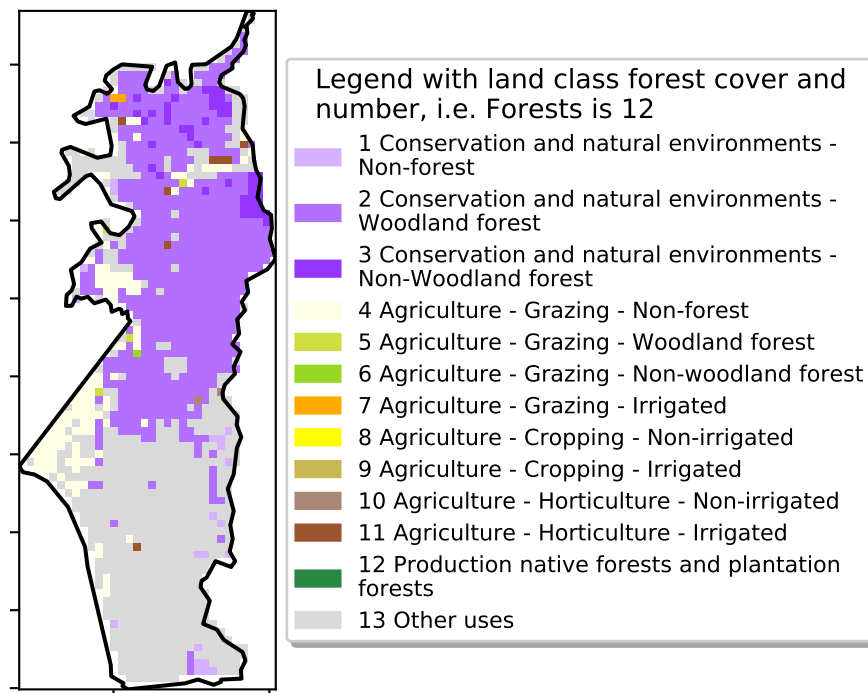 Legend with land class forest cover and
number, i.e. Forests is 12
1 Conservation and natural environments -
Non-forest
2 Conservation and natural environments -
Woodland forest
3 Conservation and natural environments -
Non-Woodland forest
4 Agriculture - Grazing - Non-forest
5 Agriculture - Grazing - Woodland forest
6 Agriculture - Grazing - Non-woodland forest
7 Agriculture - Grazing - Irrigated
8 Agriculture - Cropping - Non-irrigated
9 Agriculture - Cropping - Irrigated
10 Agriculture - Horticulture - Non-irrigated
11 Agriculture - Horticulture - Irrigated
12 Production native forests and plantation
forests
13 Other uses